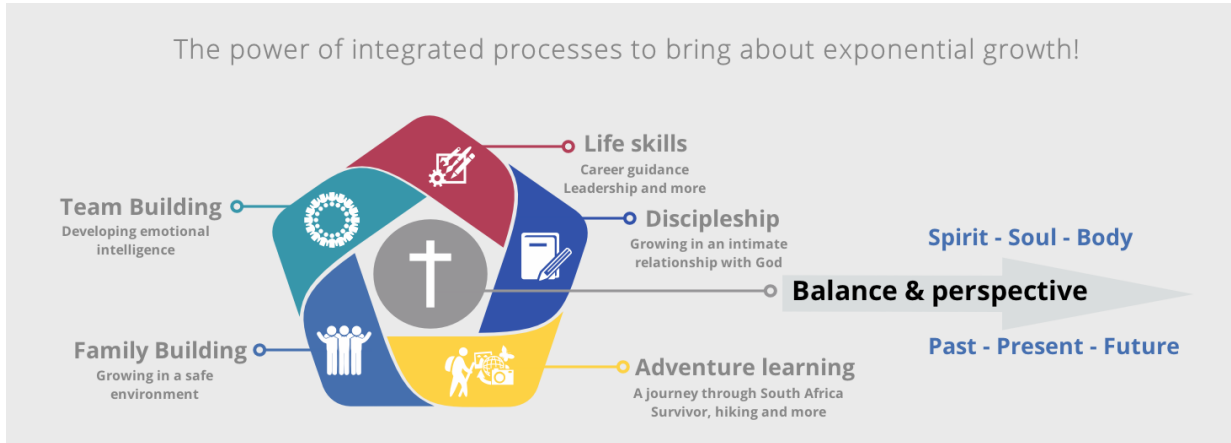 The power of integrated processes to bring about exponential growth!
Life skills
Career guidance
Leadership and more
Team Building
Developing emotional
intelligence
Discipleship
Growing in an intimate
relationship with God
Spirit - Soul - Body
Balance & perspective
Past - Present - Future
Family Building
Growing in a safe
environment
Adventure learning
A journey through South Africa
Survivor, hiking and more